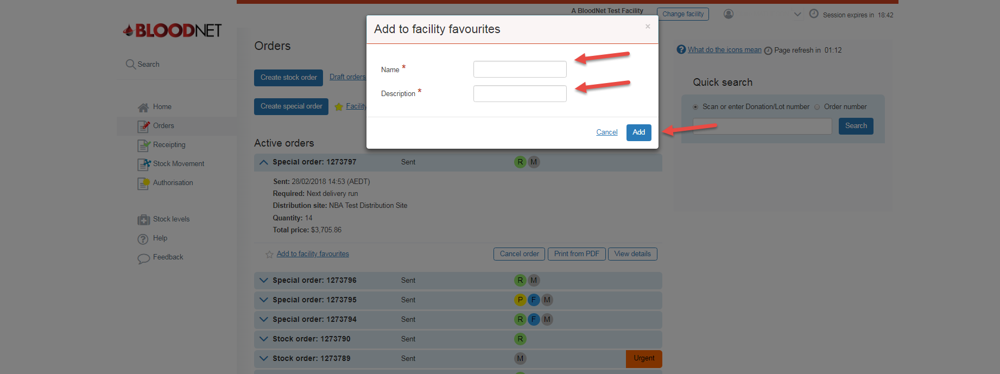 A BloodNet Test Facility
Change facility
Session expires in 18:42
BLOODNET
Search
Home
Orders
Receipting
Stock Movement
Authorisation
Stock levels
Help
Feedback
Orders
Create stock order
Draft orders
Create special order
Facility
Add to facility favourites
×
Name *
Description *
Cancel
Add
What do the icons mean
Page refresh in 01:12
Quick search
Scan or enter Donation/Lot number
Order number
Search
Active orders
Special order: 1273797 Sent R M
Sent: 28/02/2018 14:53 (AEDT)
Required: Next delivery run
Distribution site: NBA Test Distribution Site
Quantity: 14
Total price: $3,705.86
Add to facility favourites
Cancel order
Print from PDF
View details
Special order: 1273796 Sent R M
Special order: 1273795 Sent P F M
Special order: 1273794 Sent R F M
Stock order: 1273790 Sent R
Stock order: 1273789 Sent M Urgent